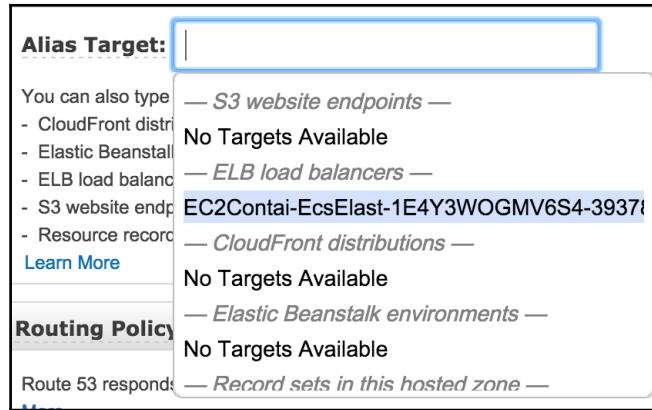 Alias Target:
You can also type
- CloudFront distri
- Elastic Beanstall
- ELB load balanc
- S3 website endp
- Resource record
Learn More
— S3 website endpoints —
No Targets Available
— ELB load balancers —
EC2Contai-EcsElast-1E4Y3WOGMV6S4-39378
— CloudFront distributions —
No Targets Available
— Elastic Beanstalk environments —
No Targets Available
— Record sets in this hosted zone —
Routing Policy
Route 53 responds
More